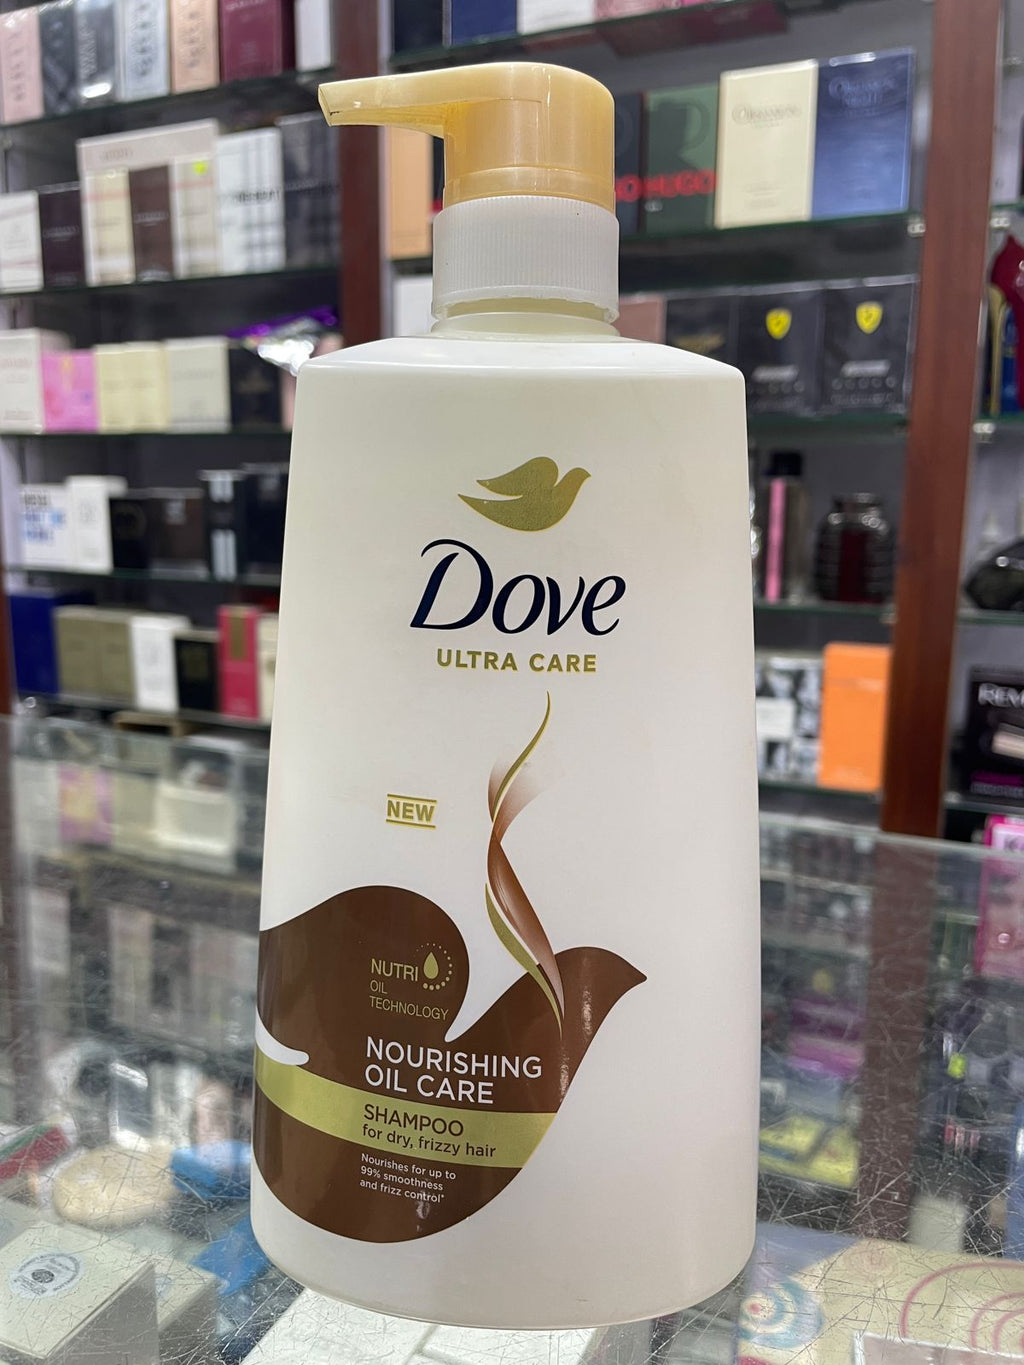 Dove
ULTRA CARE
NEW
NUTRI
OIL
TECHNOLOGY
NOURISHING
OIL CARE
SHAMPOO
for dry, frizzy hair
Nourishes for up to
99% smoothness
and frizz control*
HUGO